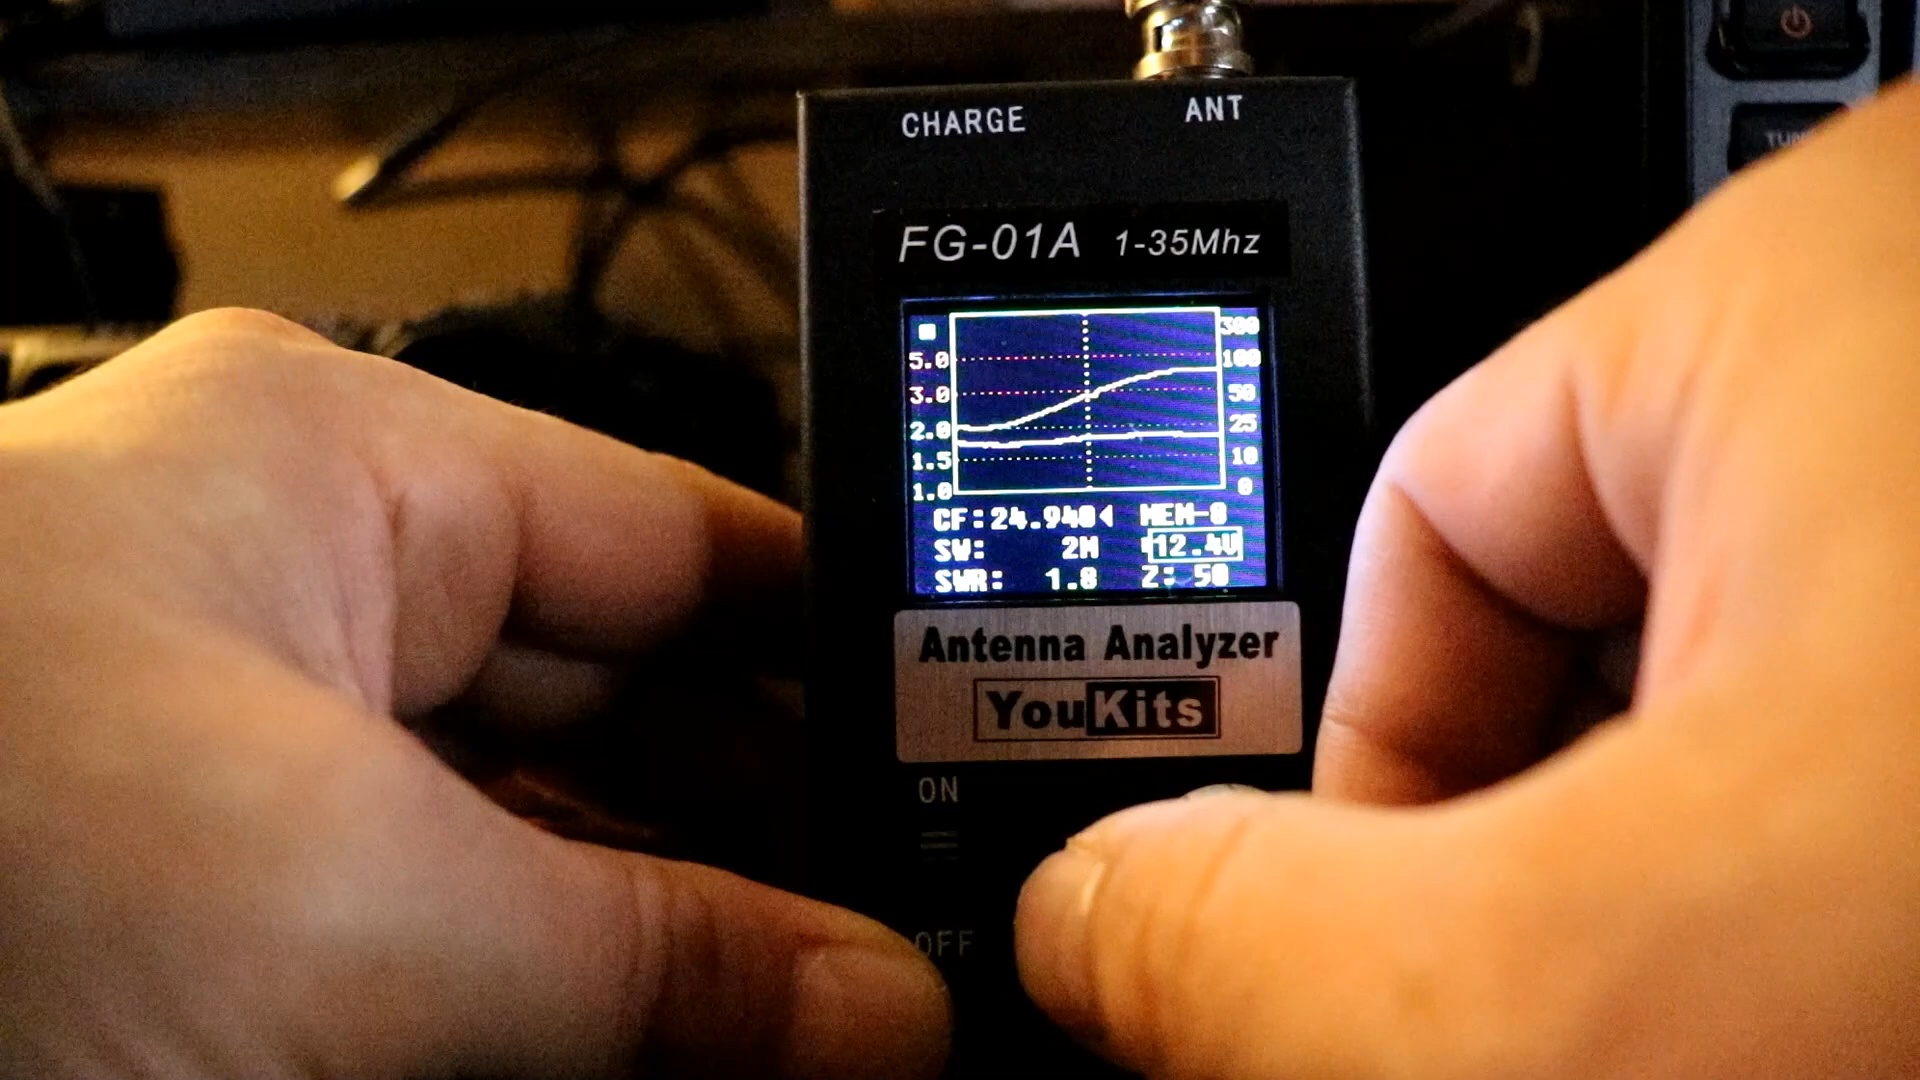 CHARGE ANT
FG-01A 1-35Mhz
300
5.0 100
3.0 50
2.0 25
1.5 10
1.0 0
CF:24.940 MEM-8
SW: 2M 12.4V
SWR: 1.8 Z: 50
Antenna Analyzer
YouKits
ON
OFF